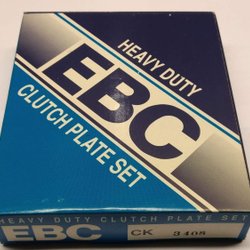 HEAVY DUTY
EBC
CLUTCH PLATE SET
HEAVY DUTY CLUTCH PLATE SET
EBC CK 3408